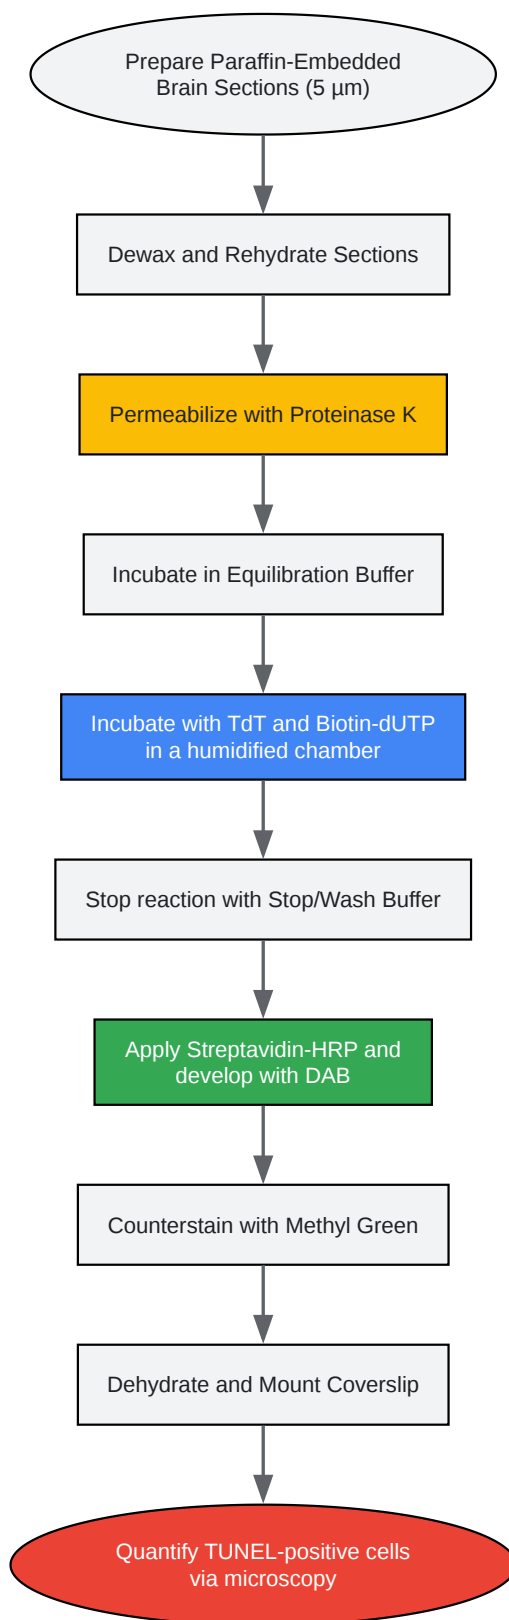 Prepare Paraffin-Embedded
Brain Sections (5 µm)
Dewax and Rehydrate Sections
Permeabilize with Proteinase K
Incubate in Equilibration Buffer
Incubate with TdT and Biotin-dUTP
in a humidified chamber
Stop reaction with Stop/Wash Buffer
Apply Streptavidin-HRP and
develop with DAB
Counterstain with Methyl Green
Dehydrate and Mount Coverslip
Quantify TUNEL-positive cells
via microscopy